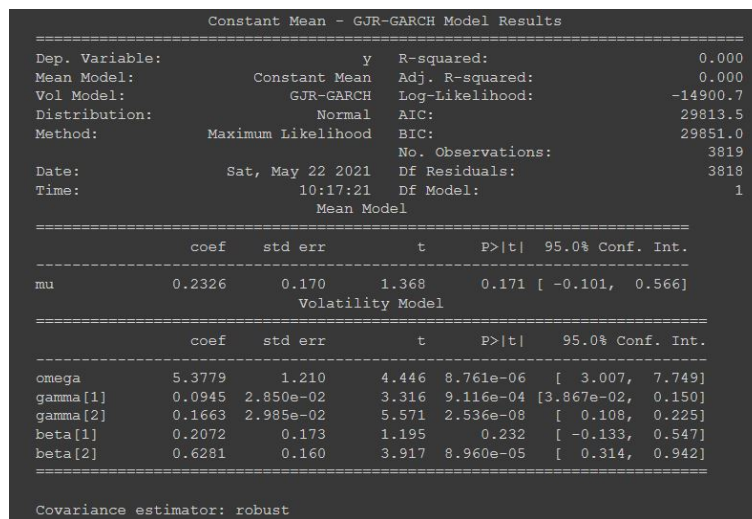 Constant Mean - GJR-GARCH Model Results
==============================================================================
Dep. Variable: y R-squared: 0.000
Mean Model: Constant Mean Adj. R-squared: 0.000
Vol Model: GJR-GARCH Log-Likelihood: -14900.7
Distribution: Normal AIC: 29813.5
Method: Maximum Likelihood BIC: 29851.0
No. Observations: 3819
Date: Sat, May 22 2021 Df Residuals: 3818
Time: 10:17:21 Df Model: 1
Mean Model
========================================================================
coef std err t P>|t| 95.0% Conf. Int.
------------------------------------------------------------------------
mu 0.2326 0.170 1.368 0.171 [ -0.101, 0.566]
Volatility Model
==========================================================================
coef std err t P>|t| 95.0% Conf. Int.
--------------------------------------------------------------------------
omega 5.3779 1.210 4.446 8.761e-06 [ 3.007, 7.749]
gamma[1] 0.0945 2.850e-02 3.316 9.116e-04 [3.867e-02, 0.150]
gamma[2] 0.1663 2.985e-02 5.571 2.536e-08 [ 0.108, 0.225]
beta[1] 0.2072 0.173 1.195 0.232 [ -0.133, 0.547]
beta[2] 0.6281 0.160 3.917 8.960e-05 [ 0.314, 0.942]
==========================================================================
Covariance estimator: robust